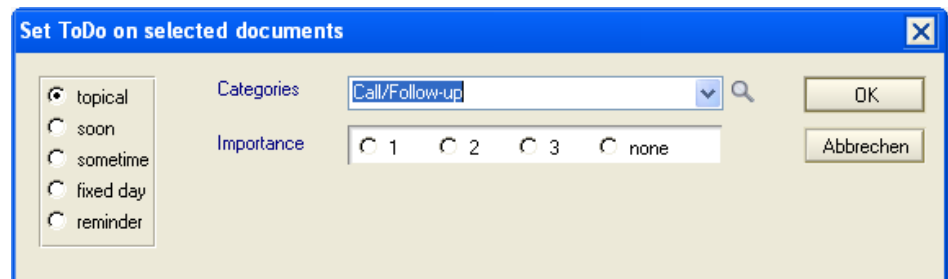 Set ToDo on selected documents
topical
soon
sometime
fixed day
reminder
Categories
Call/Follow-up
Importance
1 2 3 none
OK
Abbrechen